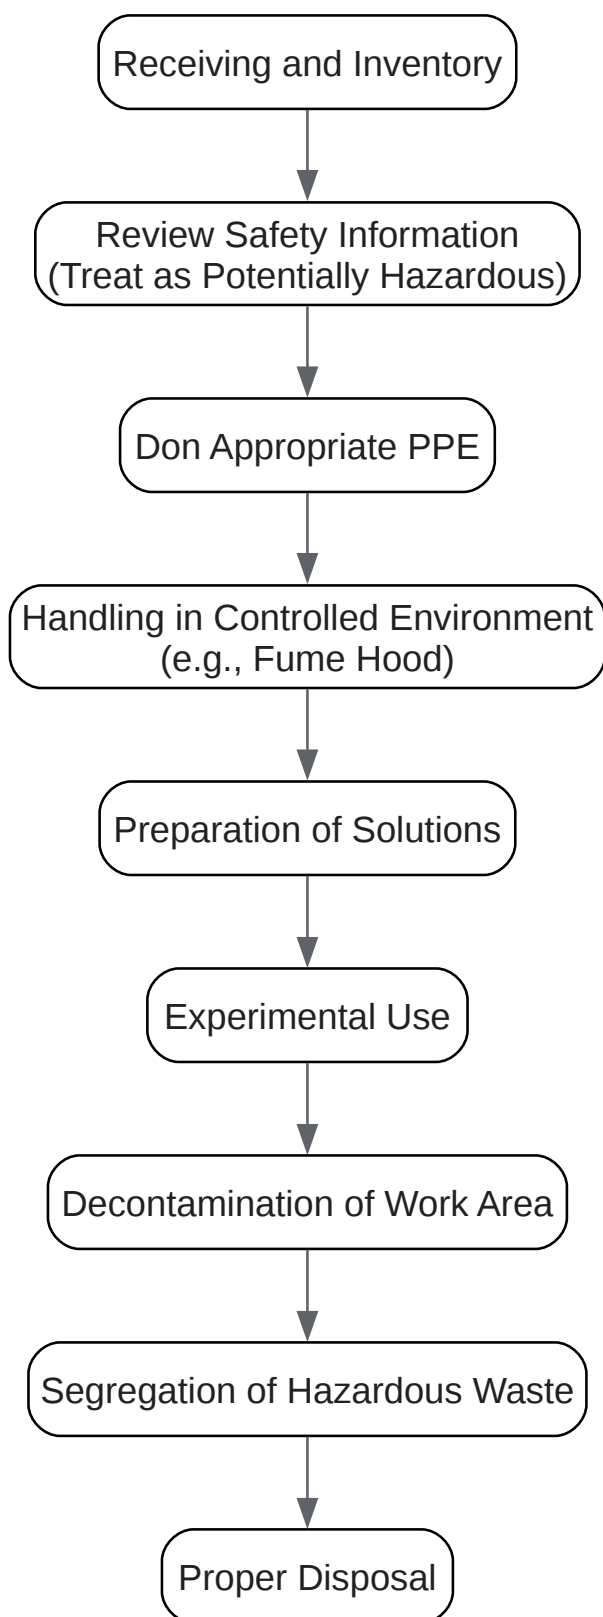 Receiving and Inventory
Review Safety Information
(Treat as Potentially Hazardous)
Don Appropriate PPE
Handling in Controlled Environment
(e.g., Fume Hood)
Preparation of Solutions
Experimental Use
Decontamination of Work Area
Segregation of Hazardous Waste
Proper Disposal